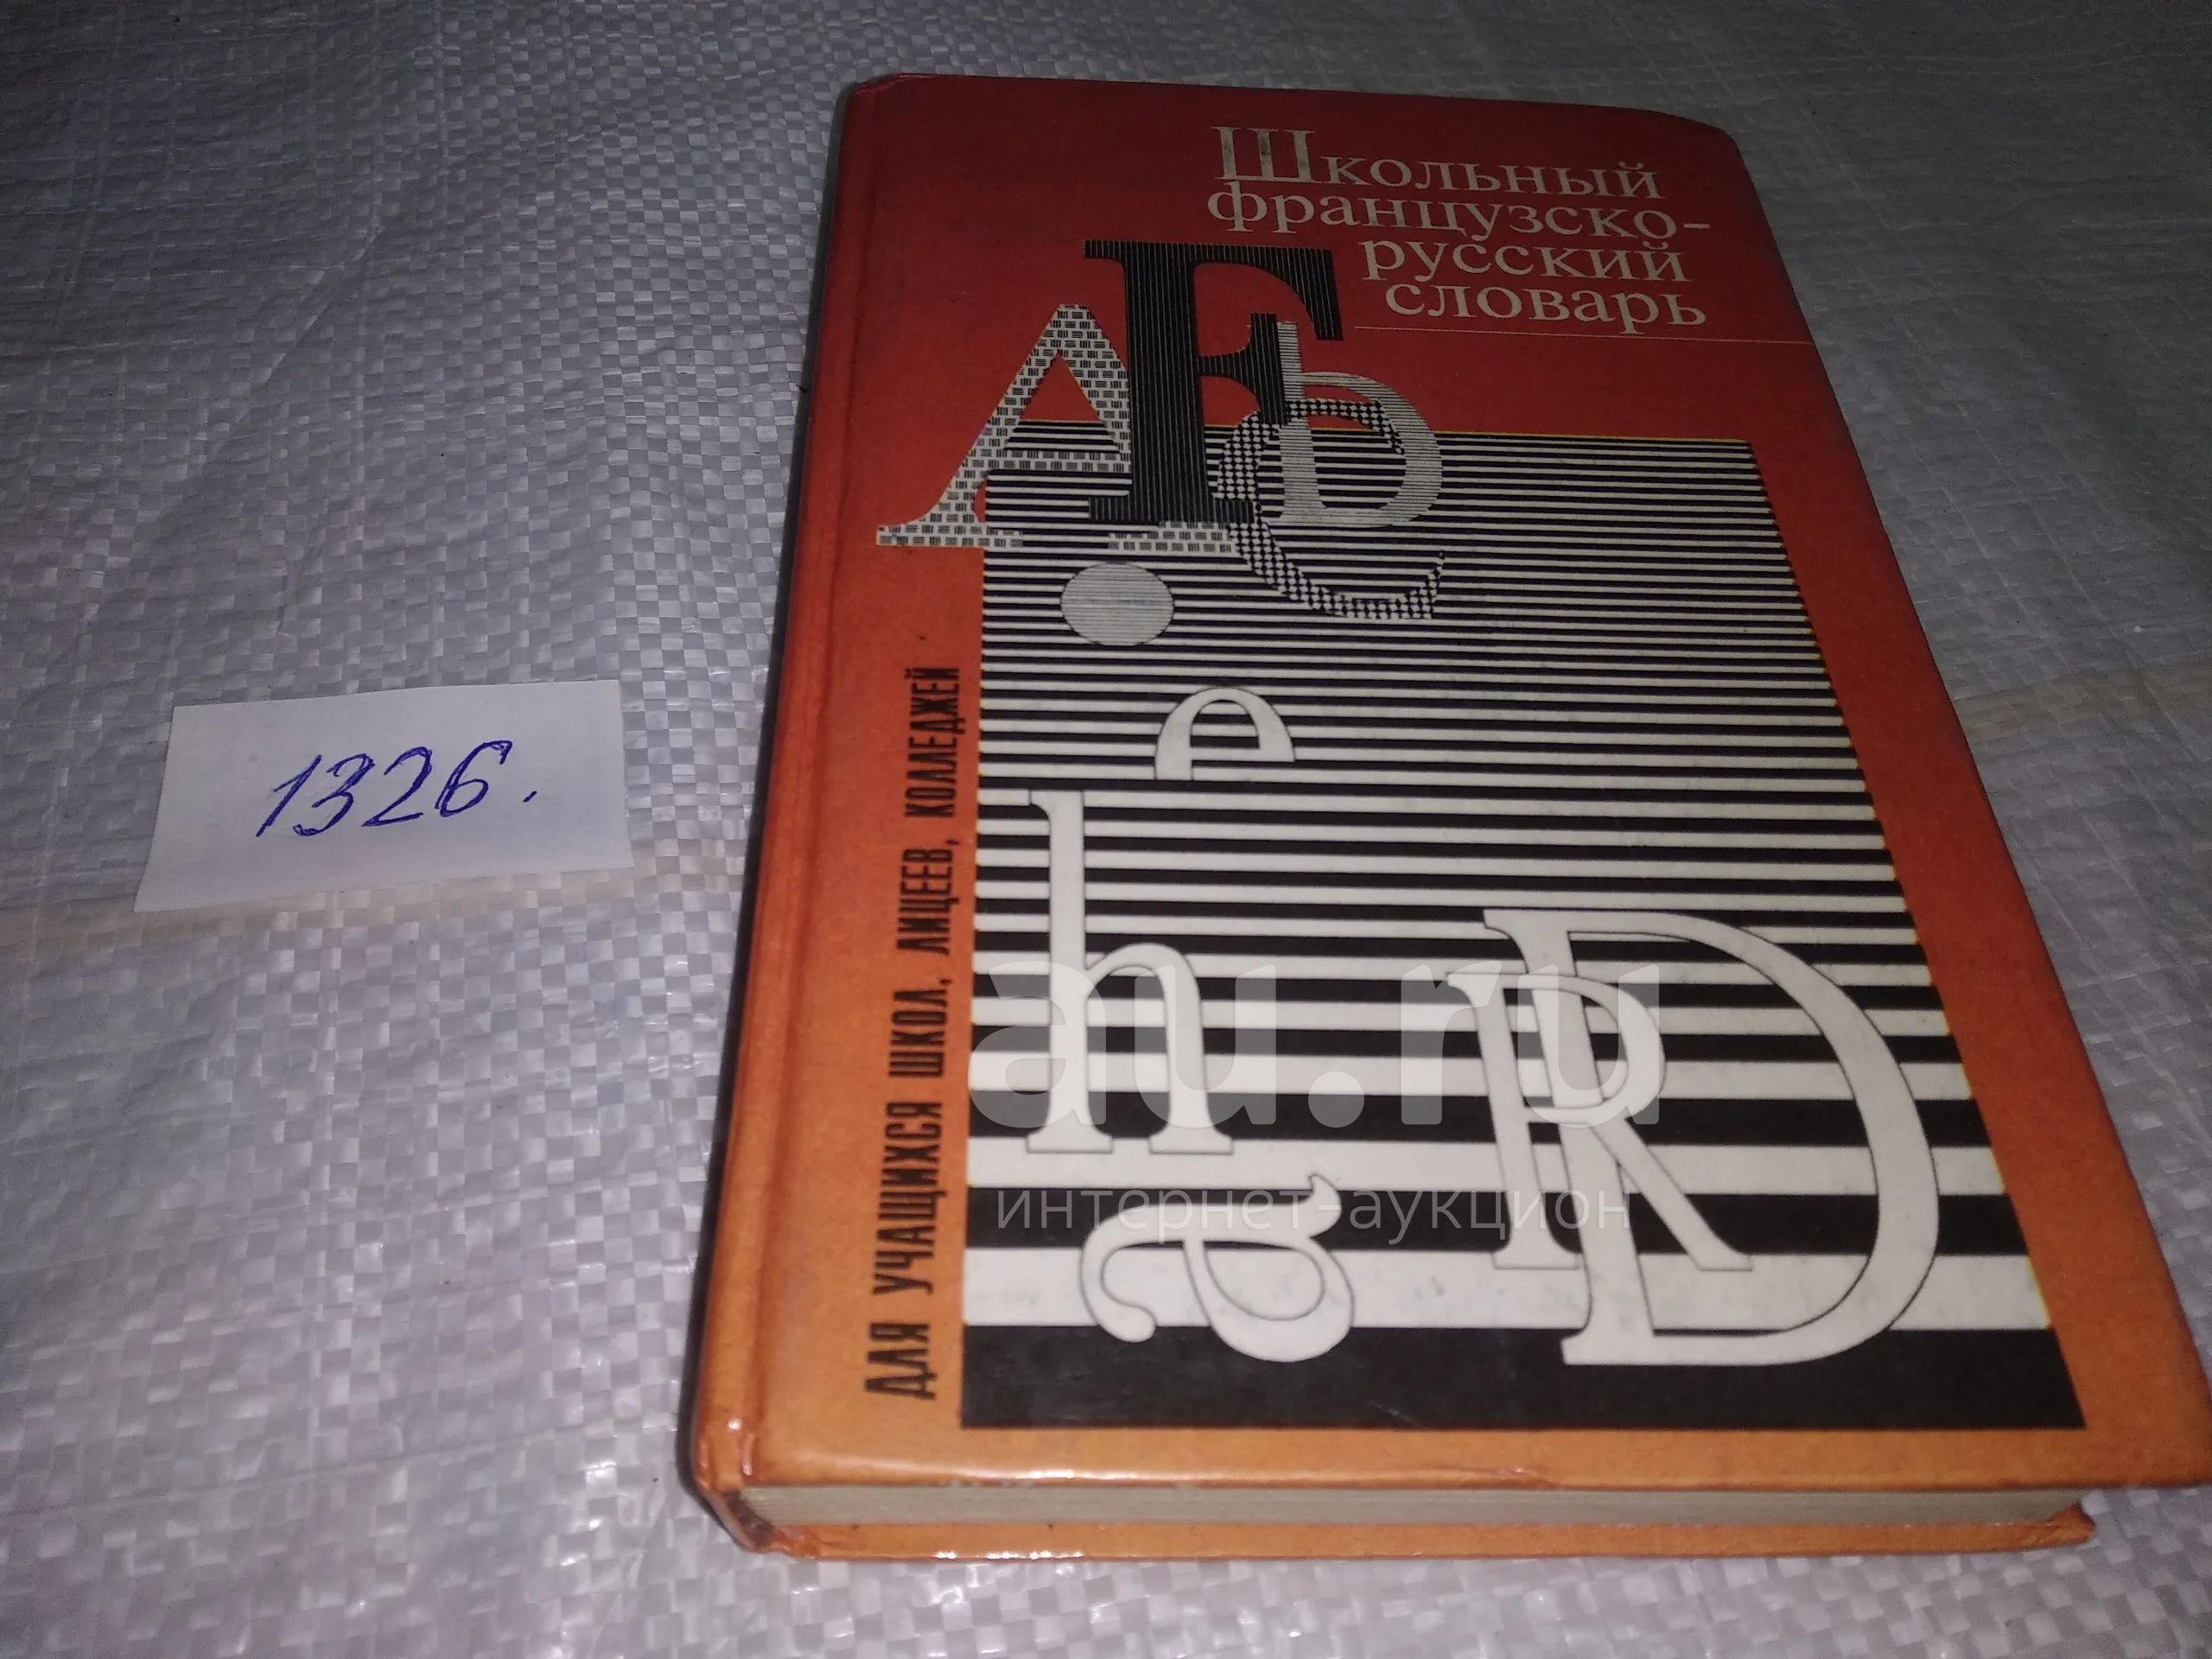 Школьный
французско-
русский
словарь
A F b c
e
h
a
R D
ДЛЯ УЧАЩИХСЯ ШКОЛ, ЛИЦЕЕВ, КОЛЛЕДЖЕЙ
1326.
au.ru
интернет-аукцион